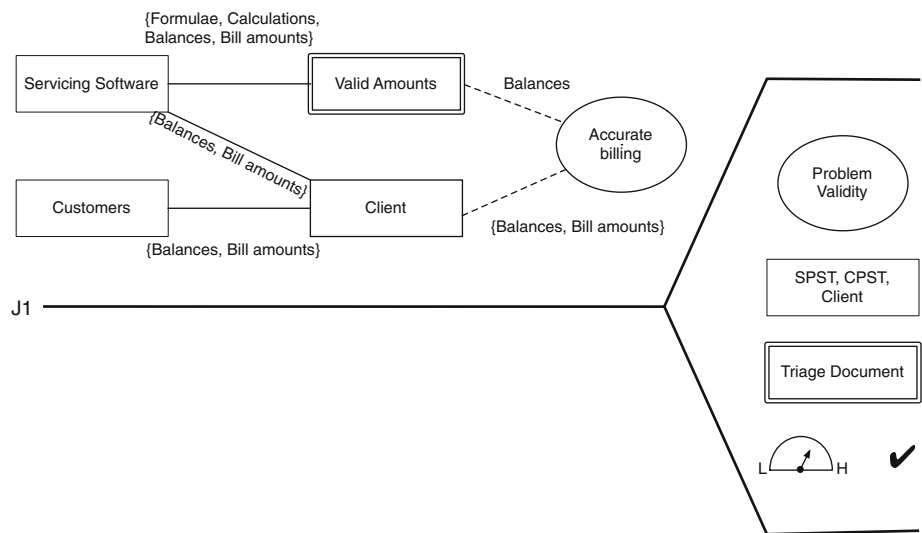 {Formulae, Calculations,
Balances, Bill amounts}
Servicing Software
Valid Amounts
Balances
Accurate
billing
{Balances, Bill amounts}
Customers
Client
{Balances, Bill amounts}
{Balances, Bill amounts}
J1
Problem
Validity
SPST, CPST,
Client
Triage Document
L H